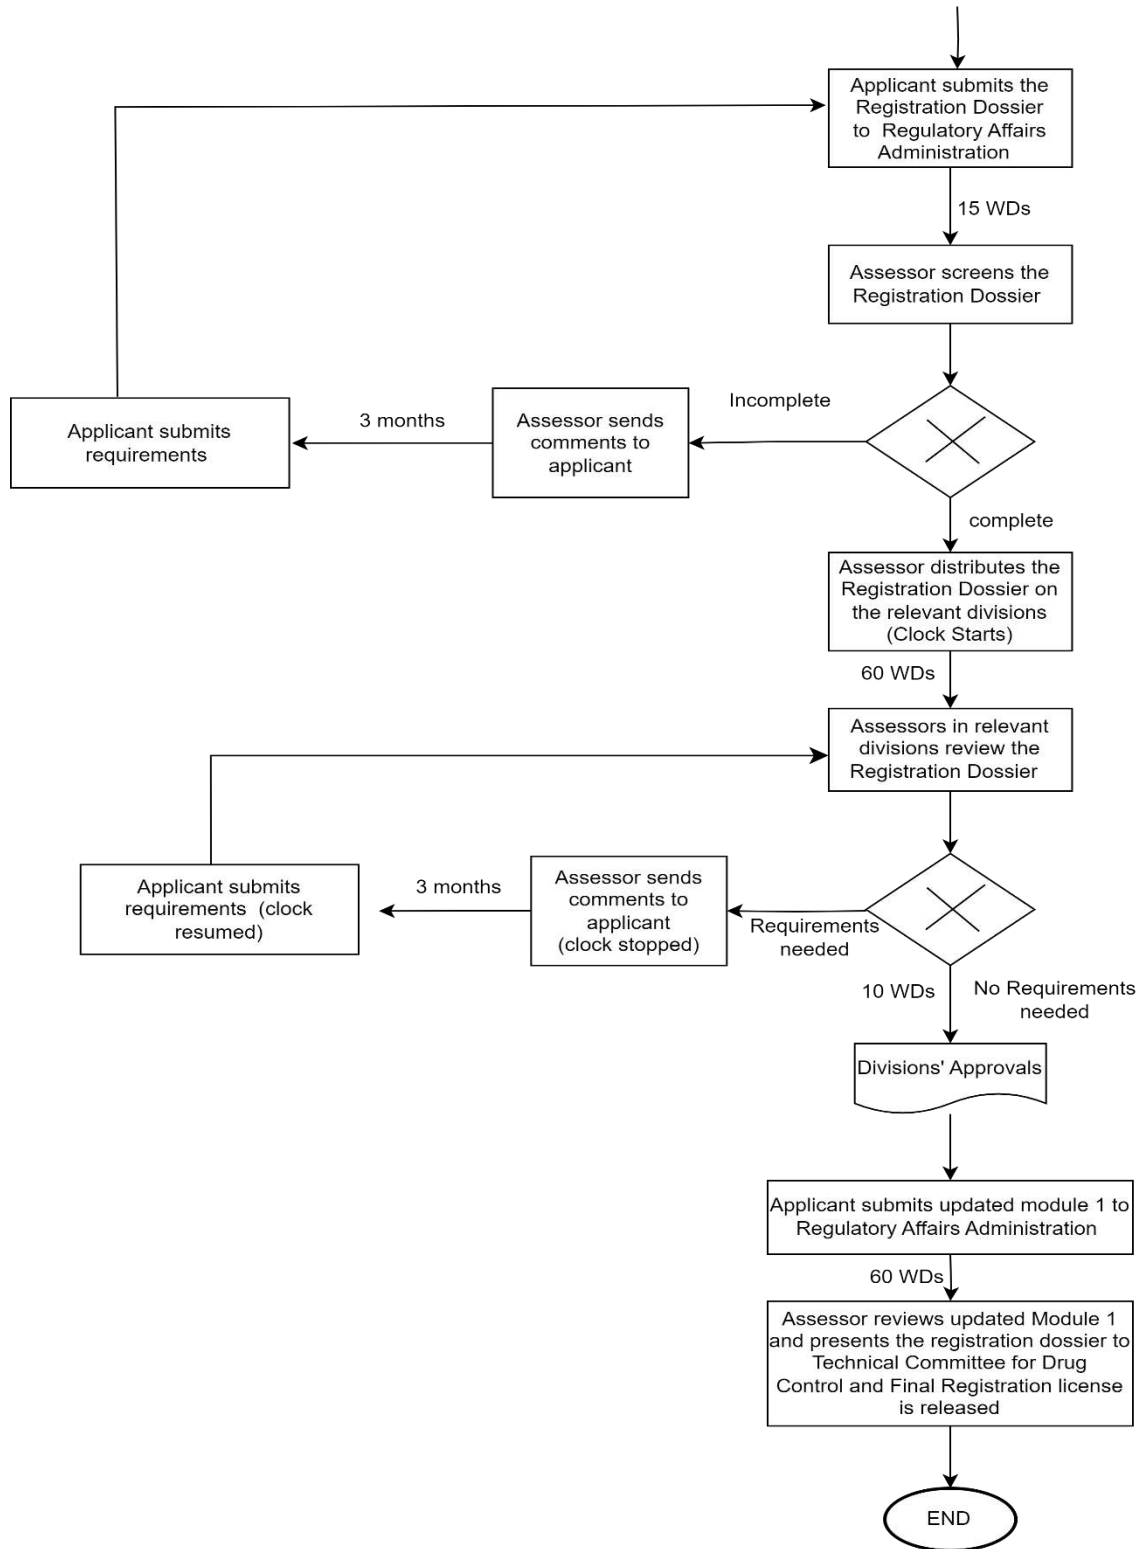 Applicant submits the
Registration Dossier
to Regulatory Affairs
Administration
15 WDs
Assessor screens the
Registration Dossier
Incomplete
Assessor sends
comments to
applicant
3 months
Applicant submits
requirements
complete
Assessor distributes the
Registration Dossier on
the relevant divisions
(Clock Starts)
60 WDs
Assessors in relevant
divisions review the
Registration Dossier
Requirements
needed
Assessor sends
comments to
applicant
(clock stopped)
3 months
Applicant submits
requirements (clock
resumed)
10 WDs
No Requirements
needed
Divisions' Approvals
Applicant submits updated module 1 to
Regulatory Affairs Administration
60 WDs
Assessor reviews updated Module 1
and presents the registration dossier to
Technical Committee for Drug
Control and Final Registration license
is released
END